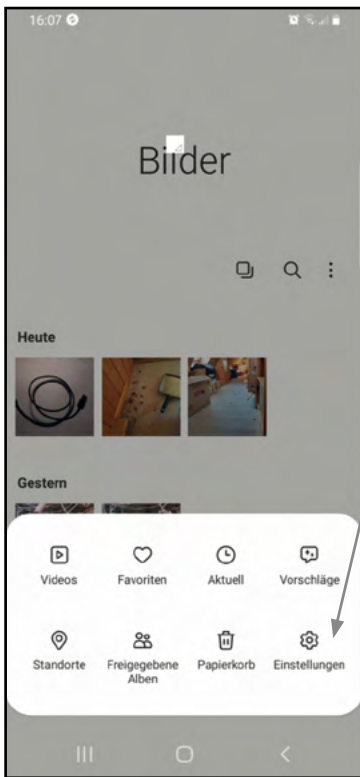 16:07
Bilder
Heute
Gestern
Videos Favoriten Aktuell Vorschläge
Standorte Freigegebene Alben Papierkorb Einstellungen